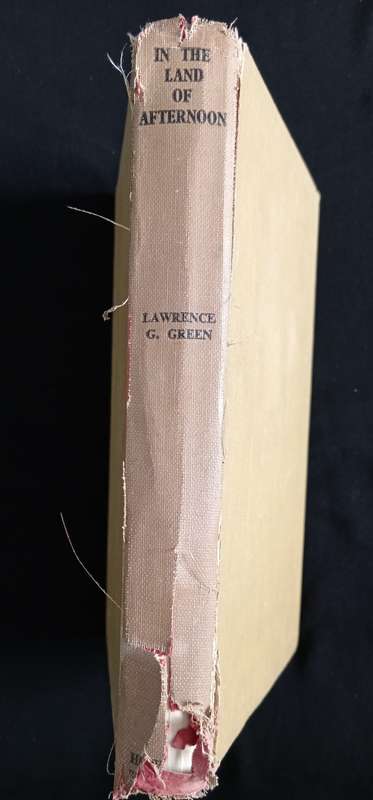 IN THE
LAND
OF
AFTERNOON
LAWRENCE
G. GREEN